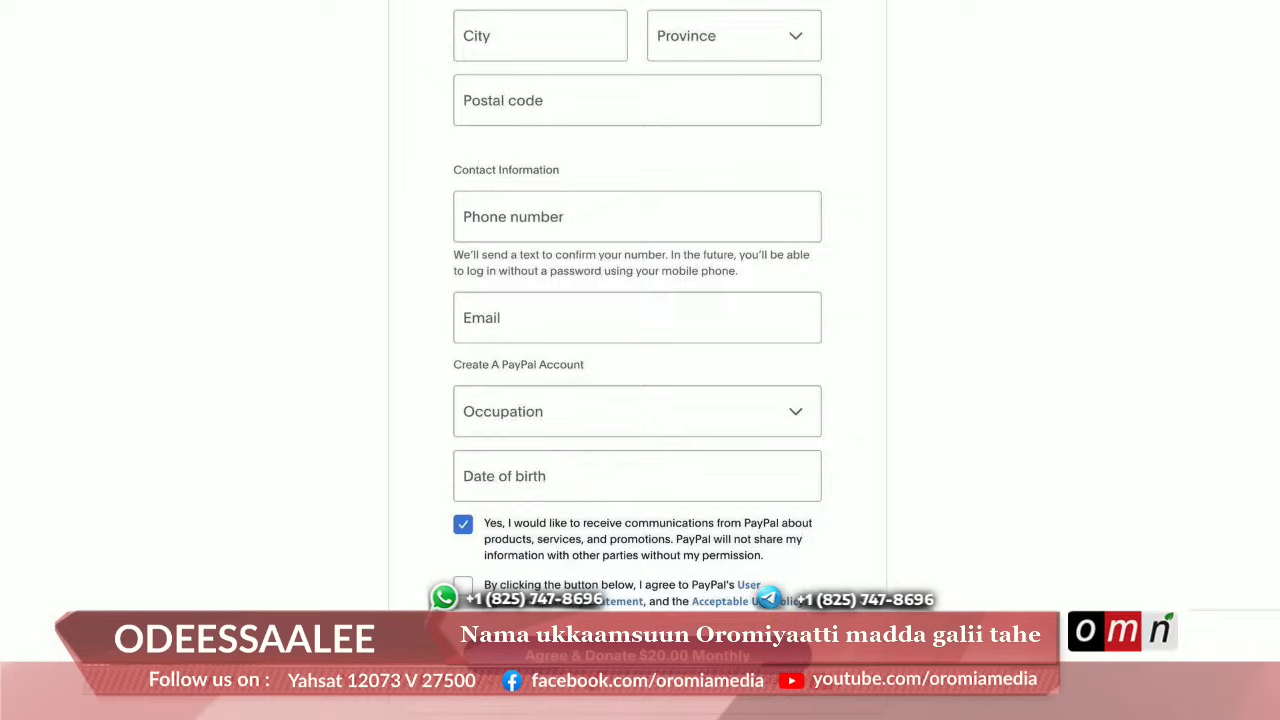 City
Province
Postal code
Contact Information
Phone number
We'll send a text to confirm your number. In the future, you'll be able
to log in without a password using your mobile phone.
Email
Create A PayPal Account
Occupation
Date of birth
Yes, I would like to receive communications from PayPal about
products, services, and promotions. PayPal will not share my
information with other parties without my permission.
By clicking the button below, I agree to PayPal's User
, and the Acceptable
+1 (825) 747-8696
+1 (825) 747-8696
ODEESSAALEE
Nama ukkaamsuun Oromiyaatti madda galii tahe
omn
Agree & Donate $20.00 Monthly
Follow us on : Yahsat 12073 V 27500 facebook.com/oromiamedia youtube.com/oromiamedia